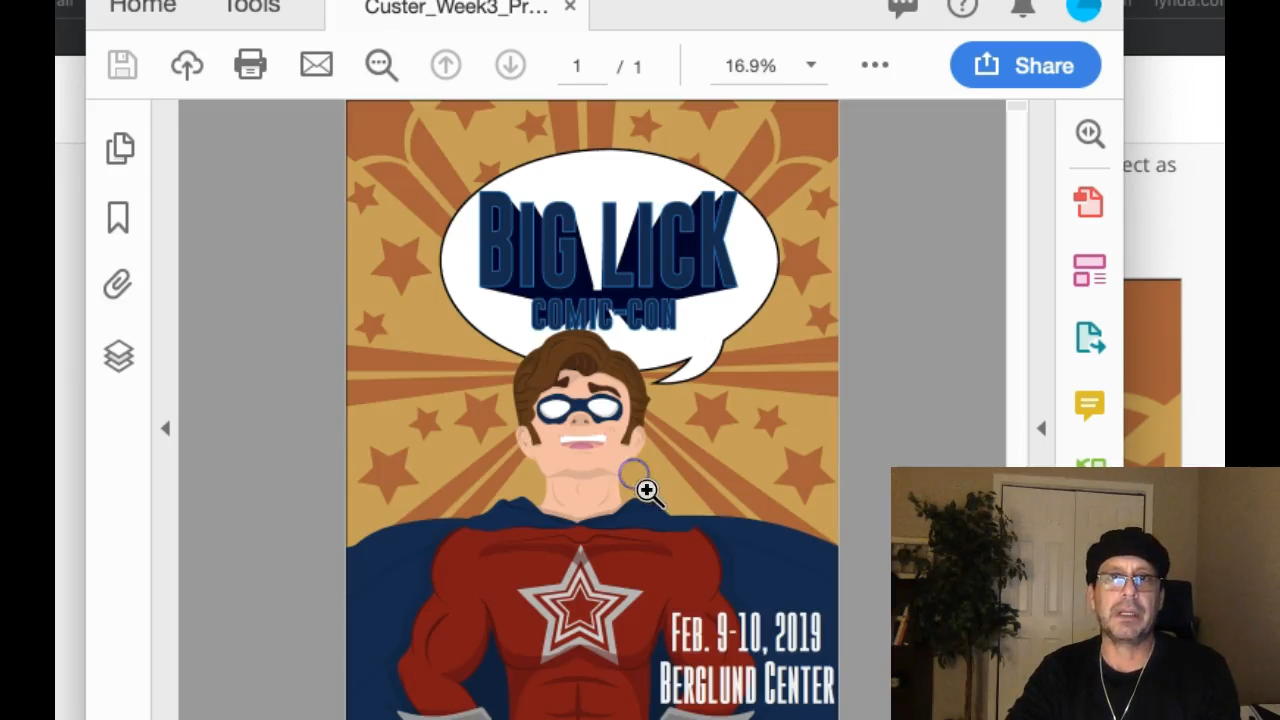 Home Tools
Custer_Week3_Pr... ×
1 / 1 16.9% Share
ect as
BIG LICK
COMIC-CON
FEB. 9-10, 2019
BERGLUND CENTER